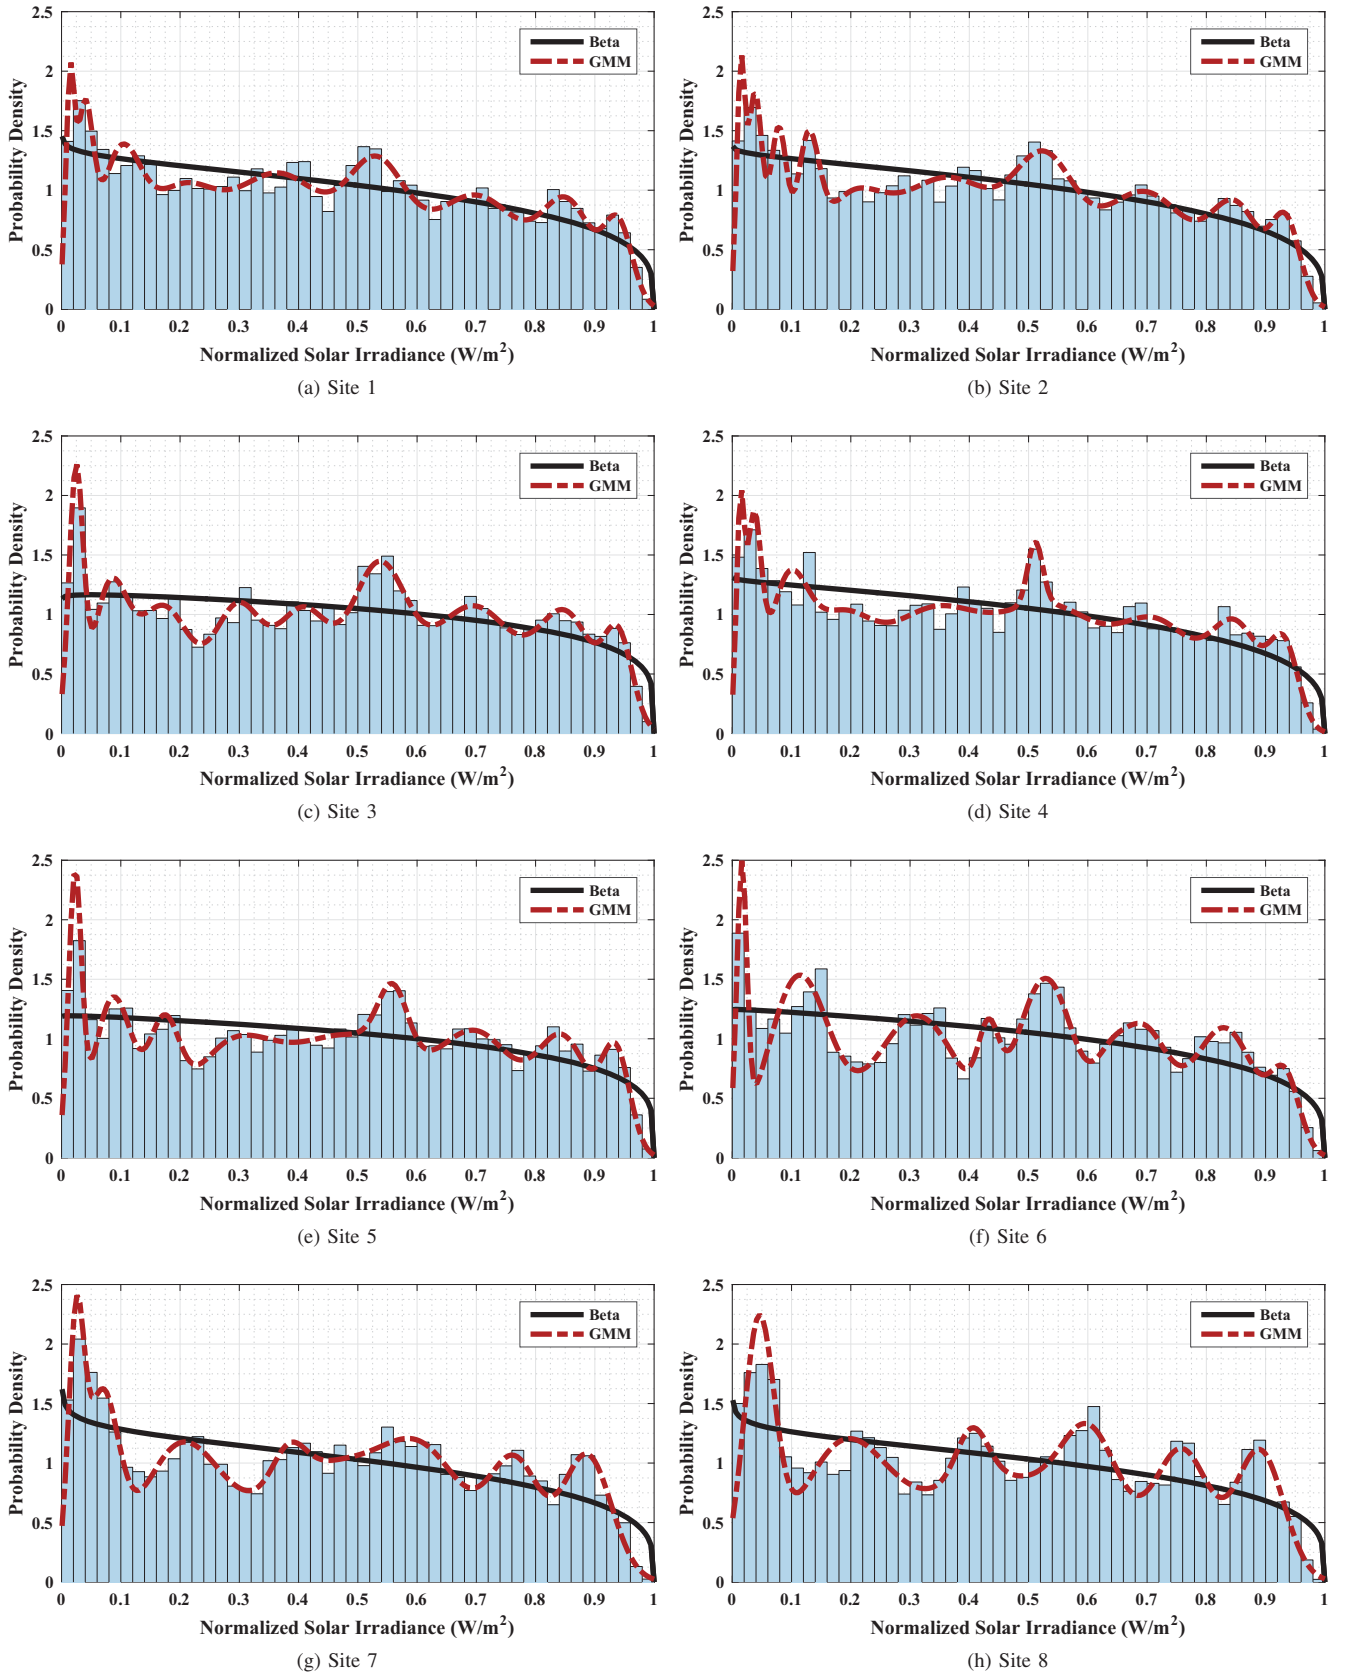 2.5
2
1.5
1
0.5
0
Probability Density
Beta
GMM
0 0.1 0.2 0.3 0.4 0.5 0.6 0.7 0.8 0.9 1
Normalized Solar Irradiance (W/m²)
(a) Site 1
2.5
2
1.5
1
0.5
0
Probability Density
Beta
GMM
0 0.1 0.2 0.3 0.4 0.5 0.6 0.7 0.8 0.9 1
Normalized Solar Irradiance (W/m²)
(b) Site 2
2.5
2
1.5
1
0.5
0
Probability Density
Beta
GMM
0 0.1 0.2 0.3 0.4 0.5 0.6 0.7 0.8 0.9 1
Normalized Solar Irradiance (W/m²)
(c) Site 3
2.5
2
1.5
1
0.5
0
Probability Density
Beta
GMM
0 0.1 0.2 0.3 0.4 0.5 0.6 0.7 0.8 0.9 1
Normalized Solar Irradiance (W/m²)
(d) Site 4
2.5
2
1.5
1
0.5
0
Probability Density
Beta
GMM
0 0.1 0.2 0.3 0.4 0.5 0.6 0.7 0.8 0.9 1
Normalized Solar Irradiance (W/m²)
(e) Site 5
2.5
2
1.5
1
0.5
0
Probability Density
Beta
GMM
0 0.1 0.2 0.3 0.4 0.5 0.6 0.7 0.8 0.9 1
Normalized Solar Irradiance (W/m²)
(f) Site 6
2.5
2
1.5
1
0.5
0
Probability Density
Beta
GMM
0 0.1 0.2 0.3 0.4 0.5 0.6 0.7 0.8 0.9 1
Normalized Solar Irradiance (W/m²)
(g) Site 7
2.5
2
1.5
1
0.5
0
Probability Density
Beta
GMM
0 0.1 0.2 0.3 0.4 0.5 0.6 0.7 0.8 0.9 1
Normalized Solar Irradiance (W/m²)
(h) Site 8